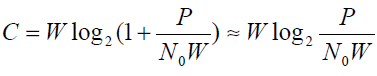 C = W log₂ (1 + P / N₀W) ≈ W log₂ P / N₀W